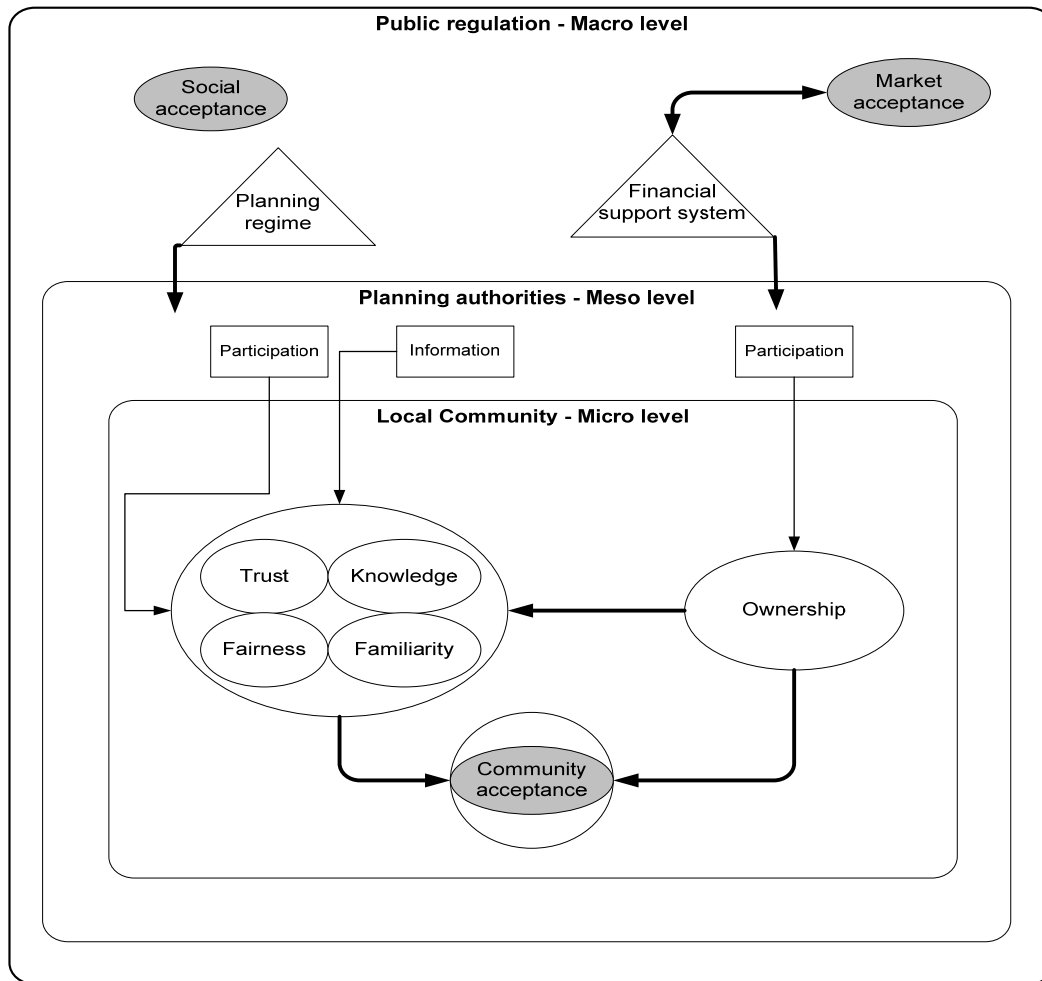 Public regulation - Macro level
Social
acceptance
Market
acceptance
Planning
regime
Financial
support system
Planning authorities - Meso level
Participation
Information
Participation
Local Community - Micro level
Trust
Knowledge
Fairness
Familiarity
Ownership
Community
acceptance